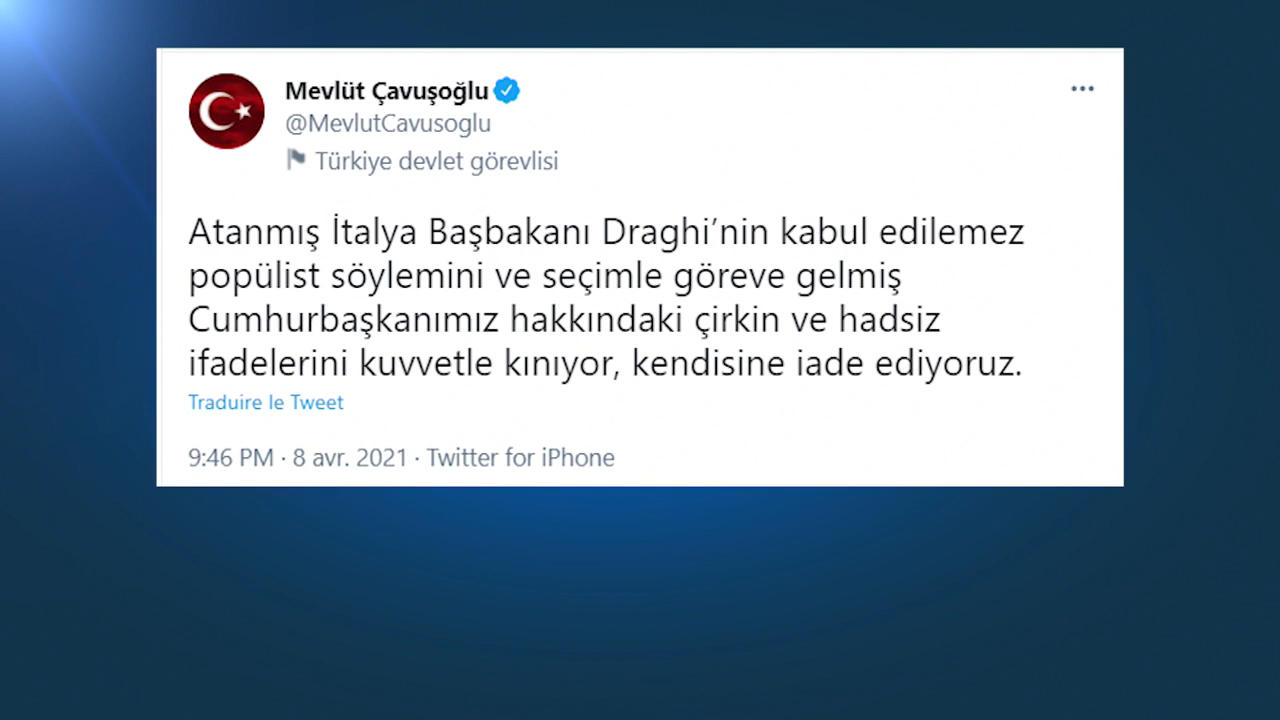 Mevlüt Çavuşoğlu
@MevlutCavusoglu
Türkiye devlet görevlisi
Atanmış İtalya Başbakanı Draghi’nin kabul edilemez
popülist söylemini ve seçimle göreve gelmiş
Cumhurbaşkanımız hakkındaki çirkin ve hadsiz
ifadelerini kuvvetle kınıyor, kendisine iade ediyoruz.
Traduire le Tweet
9:46 PM · 8 avr. 2021 · Twitter for iPhone